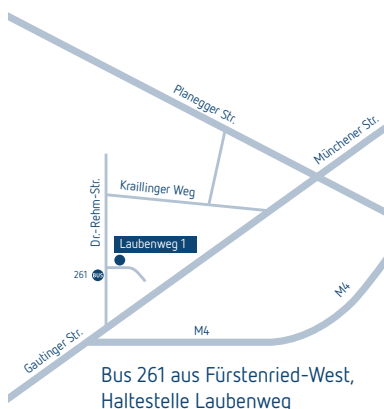 Planegger Str.
Münchener Str.
Kraillinger Weg
Dr.-Rehm-Str.
Laubenweg 1
261 BUS
M4
M4
Gautinger Str.
Bus 261 aus Fürstenried-West,
Haltestelle Laubenweg